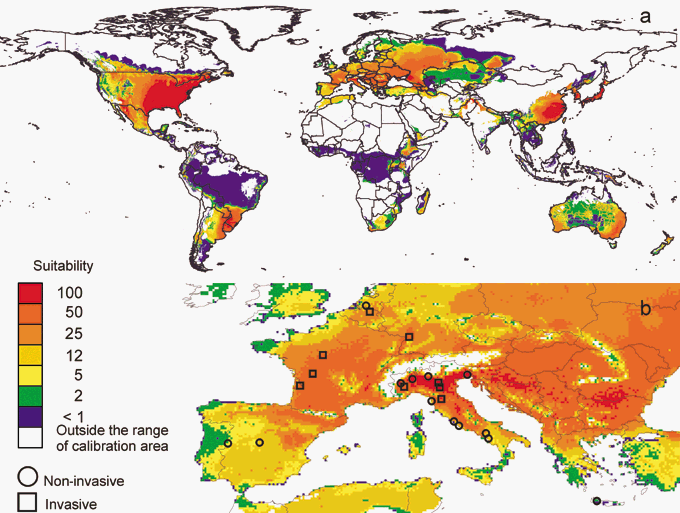 a
Suitability
100
50
25
12
5
2
< 1
Outside the range
of calibration area
Non-invasive
Invasive
b